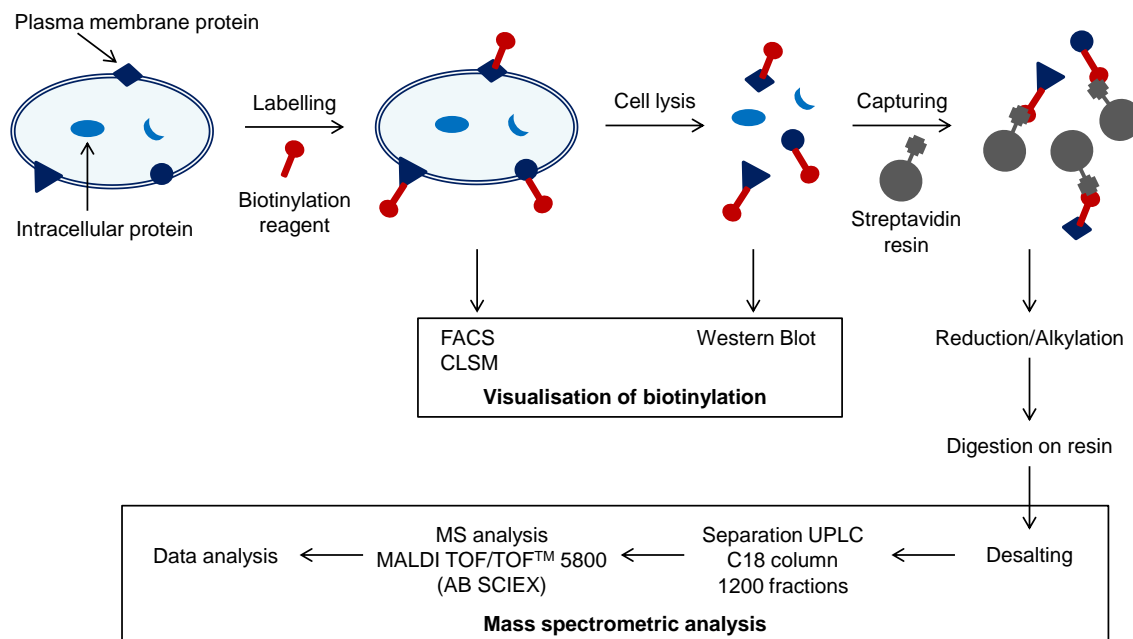 Plasma membrane protein
Intracellular protein
Labelling
Biotinylation
reagent
Cell lysis
Capturing
Streptavidin
resin
FACS
CLSM
Western Blot
Visualisation of biotinylation
Reduction/Alkylation
Digestion on resin
Desalting
Separation UPLC
C18 column
1200 fractions
MS analysis
MALDI TOF/TOF™ 5800
(AB SCIEX)
Data analysis
Mass spectrometric analysis